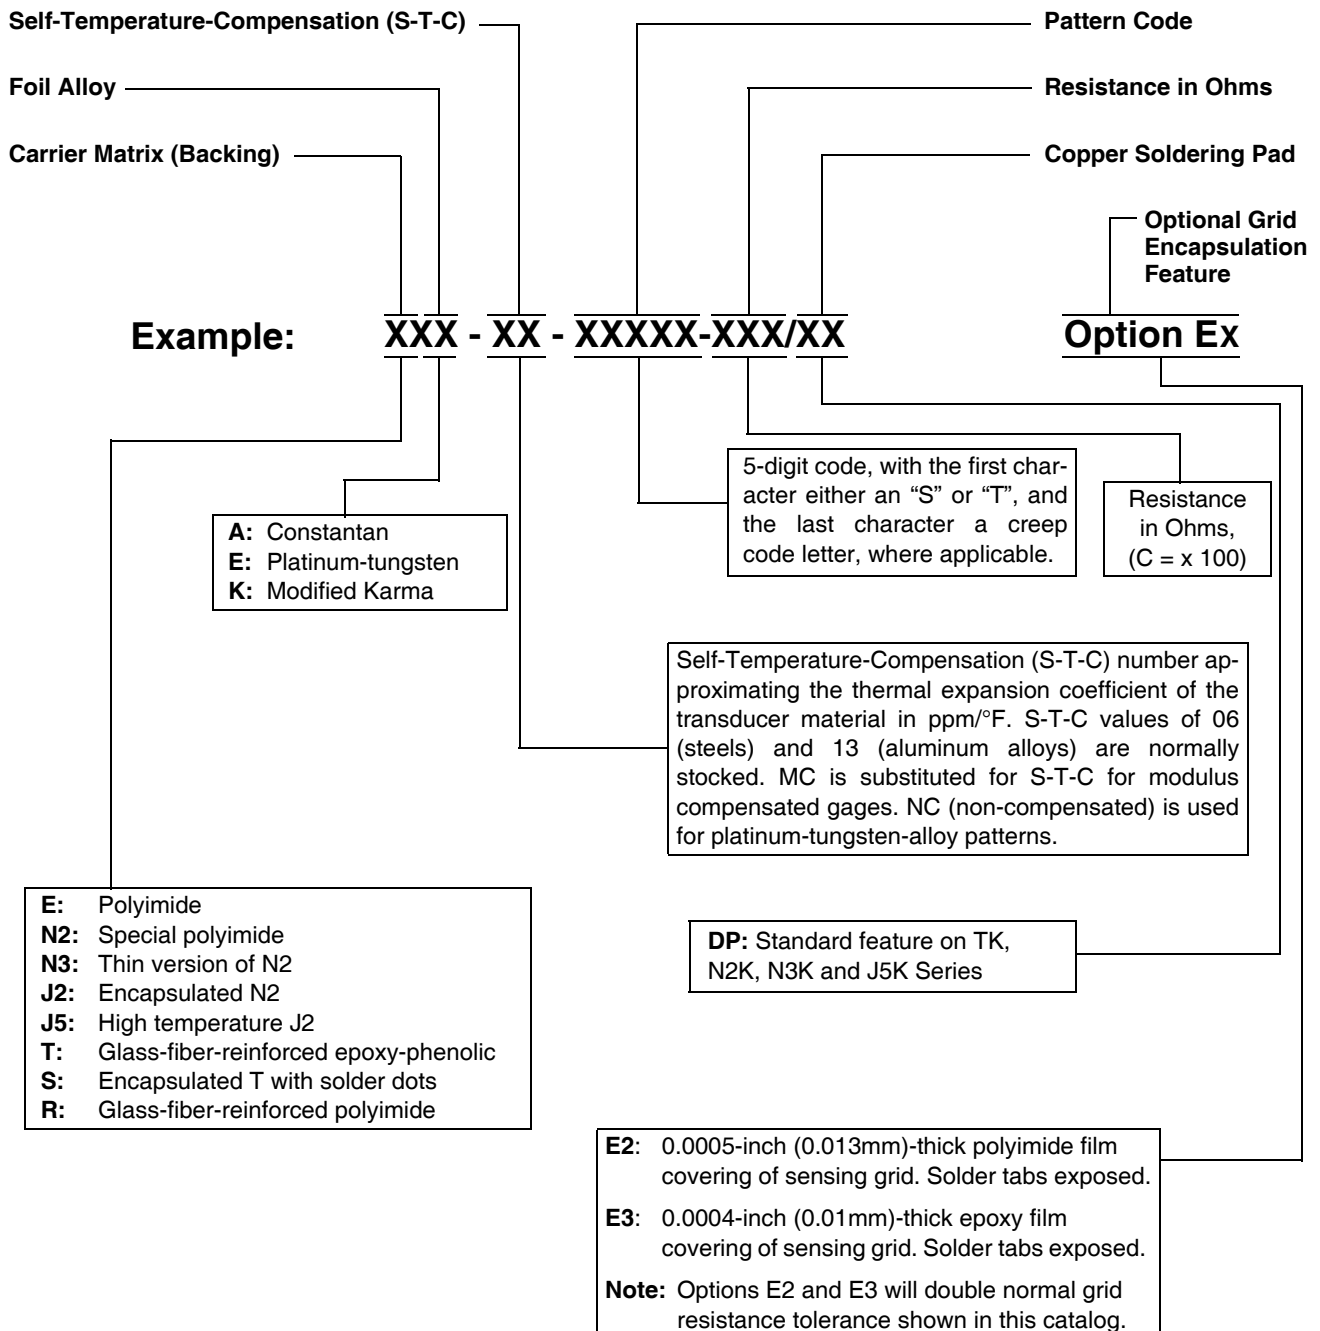 Self-Temperature-Compensation (S-T-C)
Pattern Code
Foil Alloy
Resistance in Ohms
Carrier Matrix (Backing)
Copper Soldering Pad
Optional Grid
Encapsulation
Feature
Example:
XXX - XX - XXXXX-XXX/XX
Option Ex
5-digit code, with the first char-
acter either an “S” or “T”, and
the last character a creep
code letter, where applicable.
Resistance
in Ohms,
(C = x 100)
A: Constantan
E: Platinum-tungsten
K: Modified Karma
Self-Temperature-Compensation (S-T-C) number ap-
proximating the thermal expansion coefficient of the
transducer material in ppm/°F. S-T-C values of 06
(steels) and 13 (aluminum alloys) are normally
stocked. MC is substituted for S-T-C for modulus
compensated gages. NC (non-compensated) is used
for platinum-tungsten-alloy patterns.
E: Polyimide
N2: Special polyimide
N3: Thin version of N2
J2: Encapsulated N2
J5: High temperature J2
T: Glass-fiber-reinforced epoxy-phenolic
S: Encapsulated T with solder dots
R: Glass-fiber-reinforced polyimide
DP: Standard feature on TK,
N2K, N3K and J5K Series
E2: 0.0005-inch (0.013mm)-thick polyimide film
covering of sensing grid. Solder tabs exposed.
E3: 0.0004-inch (0.01mm)-thick epoxy film
covering of sensing grid. Solder tabs exposed.
Note: Options E2 and E3 will double normal grid
resistance tolerance shown in this catalog.